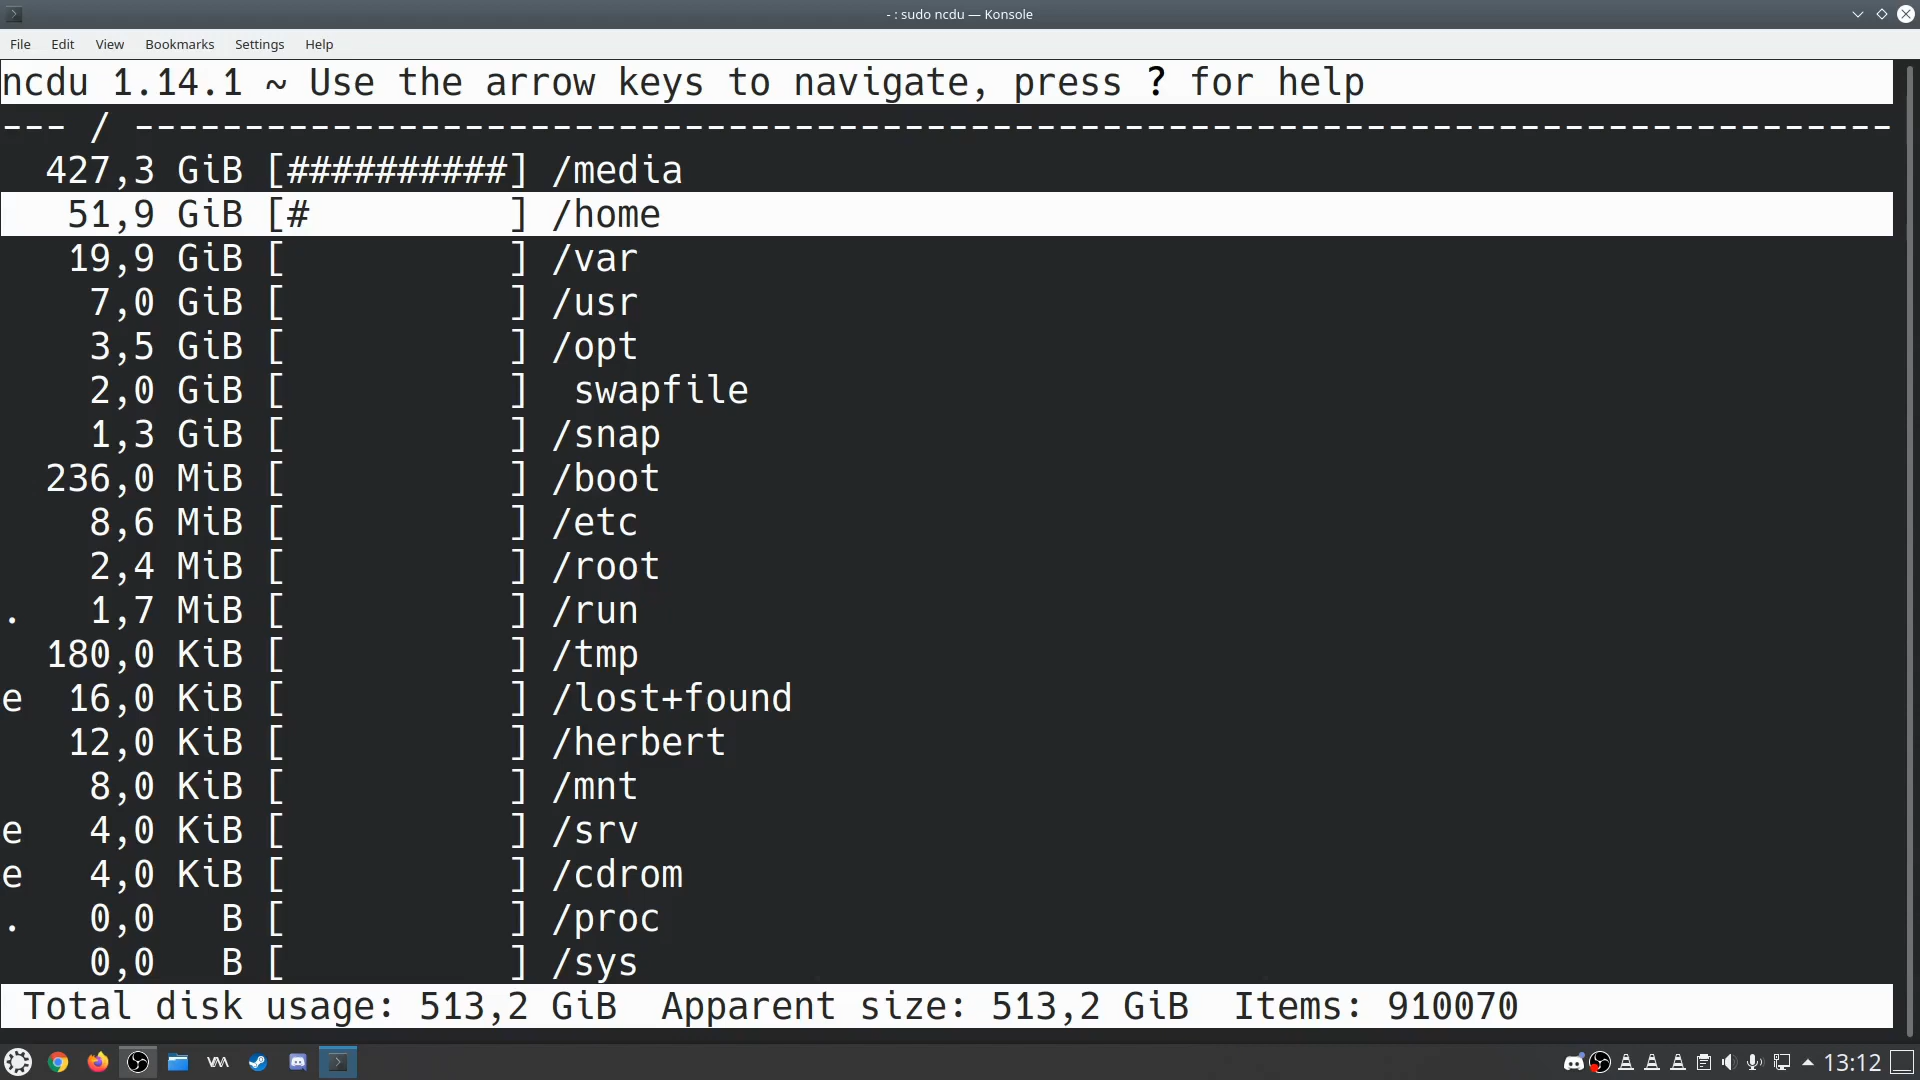 - : sudo ncdu — Konsole
File Edit View Bookmarks Settings Help
ncdu 1.14.1 ~ Use the arrow keys to navigate, press ? for help
--- / --------------------------------------------------------------------------------
427,3 GiB [##########] /media
51,9 GiB [#         ] /home
19,9 GiB [          ] /var
7,0 GiB [          ] /usr
3,5 GiB [          ] /opt
2,0 GiB [          ]  swapfile
1,3 GiB [          ] /snap
236,0 MiB [          ] /boot
8,6 MiB [          ] /etc
2,4 MiB [          ] /root
. 1,7 MiB [          ] /run
180,0 KiB [          ] /tmp
e 16,0 KiB [          ] /lost+found
12,0 KiB [          ] /herbert
8,0 KiB [          ] /mnt
e 4,0 KiB [          ] /srv
e 4,0 KiB [          ] /cdrom
. 0,0 B [          ] /proc
0,0 B [          ] /sys
Total disk usage: 513,2 GiB Apparent size: 513,2 GiB Items: 910070
13:12